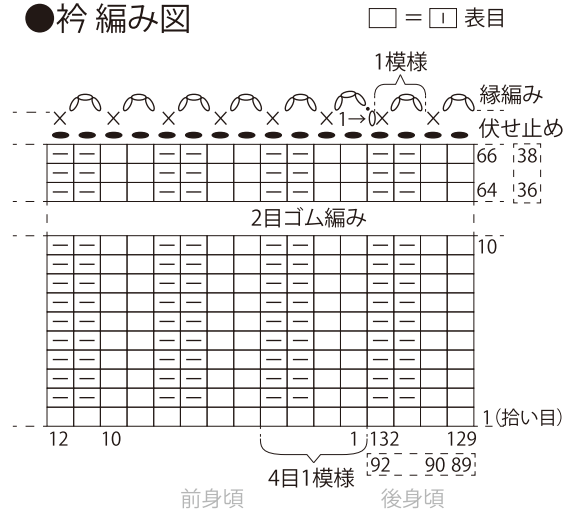 ●衿 編み図
□＝□ 表目
1模様
縁編み
1→0
伏せ止め
66 38
64 36
2目ゴム編み
10
1(拾い目)
12 10 1 132 129
92 90 89
4目1模様
前身頃 後身頃